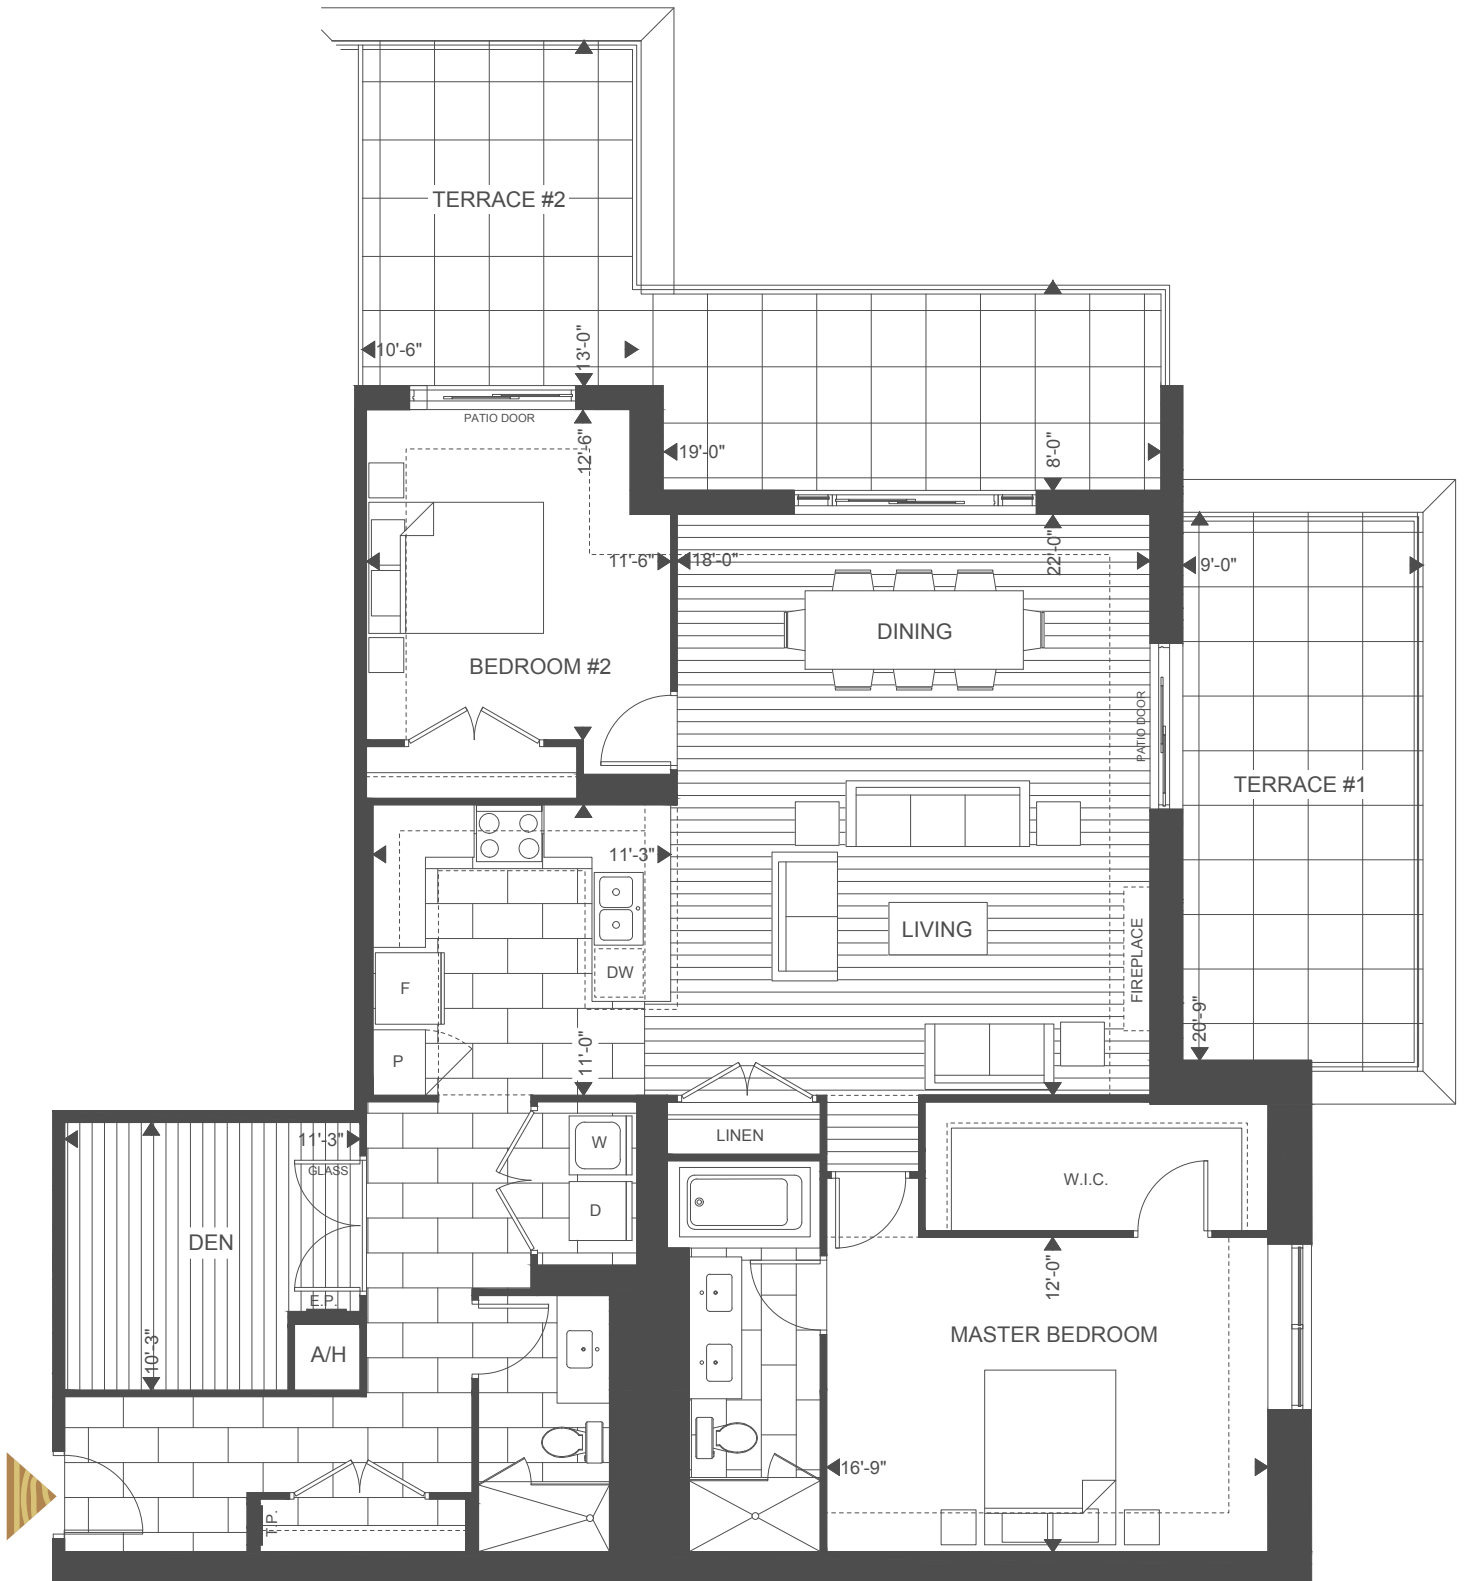 TERRACE #2
10'-6"
13'-0"
PATIO DOOR
12'-6"
19'-0"
8'-0"
11'-6"
18'-0"
22'-0"
9'-0"
DINING
BEDROOM #2
PATIO DOOR
TERRACE #1
11'-3"
LIVING
FIREPLACE
DW
F
P
11'-0"
20'-9"
11'-3"
GLASS
W
LINEN
W.I.C.
D
DEN
12'-0"
E.P.
A/H
10'-3"
MASTER BEDROOM
16'-9"
T.P.